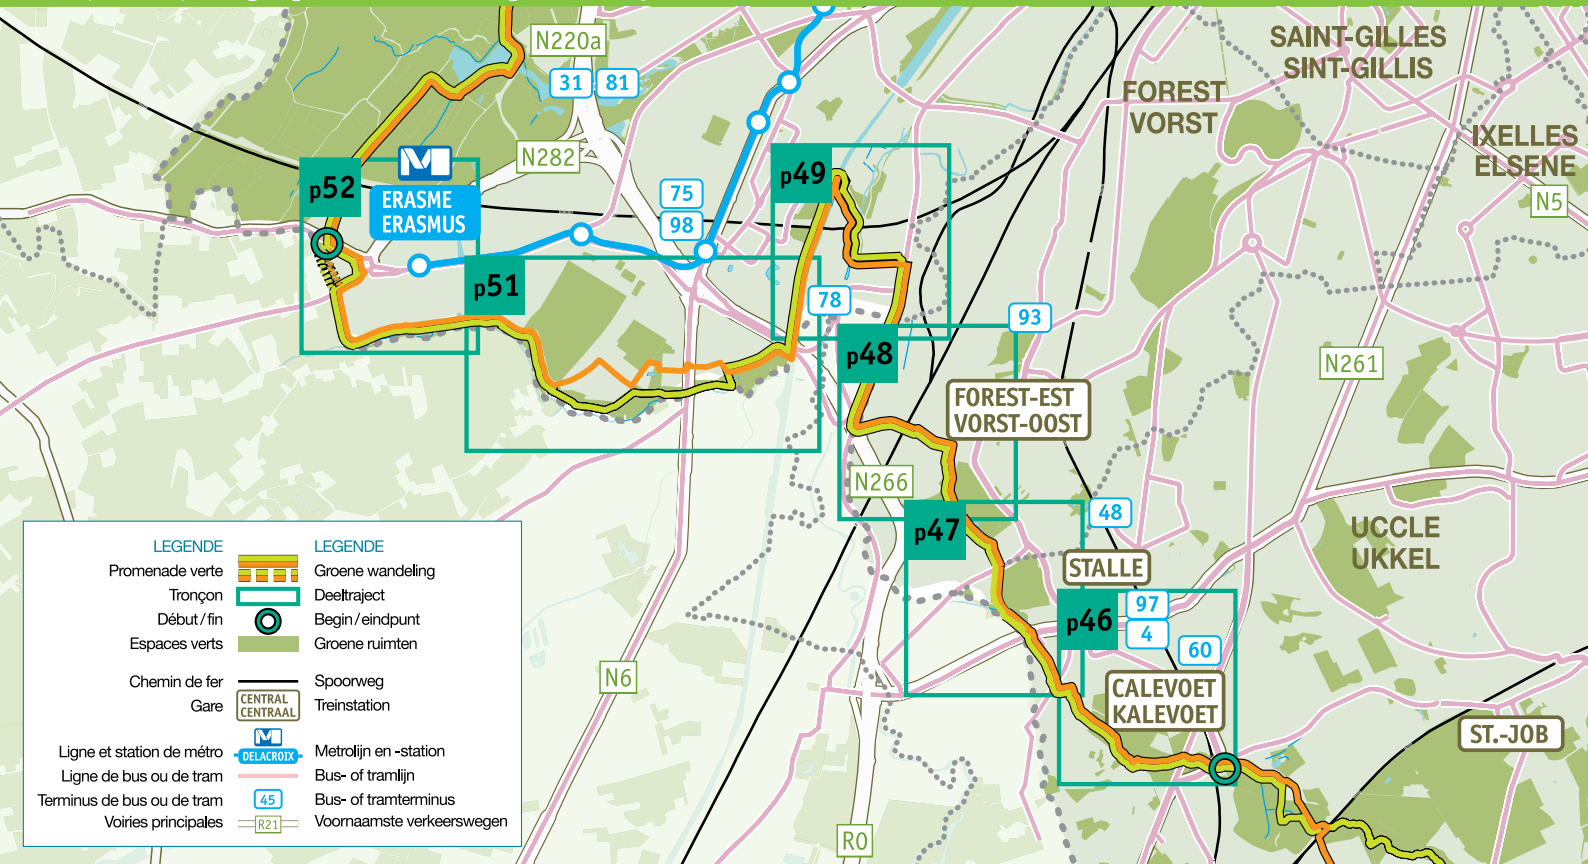 N220a
31
81
SAINT-GILLES
SINT-GILLIS
FOREST
VORST
IXELLES
ELSENE
N5
N282
p52
M
ERASME
ERASMUS
75
98
p49
p51
78
93
p48
N261
FOREST-EST
VORST-OOST
N266
p47
48
UCCLE
UKKEL
STALLE
p46
97
4
60
CALEVOET
KALEVOET
ST.-JOB
N6
R0
LEGENDE LEGENDE
Promenade verte Groene wandeling
Tronçon Deeltraject
Début / fin Begin / eindpunt
Espaces verts Groene ruimten
Chemin de fer Spoorweg
Gare CENTRAL CENTRAAL Treinstation
M
Ligne et station de métro DELACROIX Metrolijn en -station
Ligne de bus ou de tram Bus- of tramlijn
Terminus de bus ou de tram 45 Bus- of tramterminus
Voiries principales R21 Voornaamste verkeerswegen